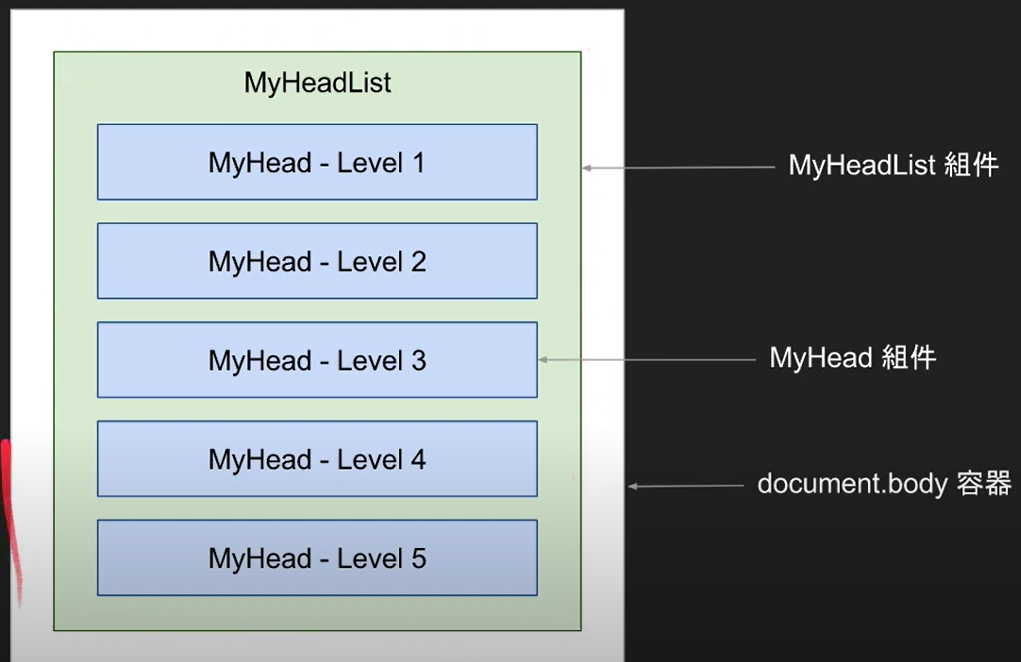 MyHeadList
MyHead - Level 1
MyHeadList 組件
MyHead - Level 2
MyHead - Level 3
MyHead 組件
MyHead - Level 4
document.body 容器
MyHead - Level 5